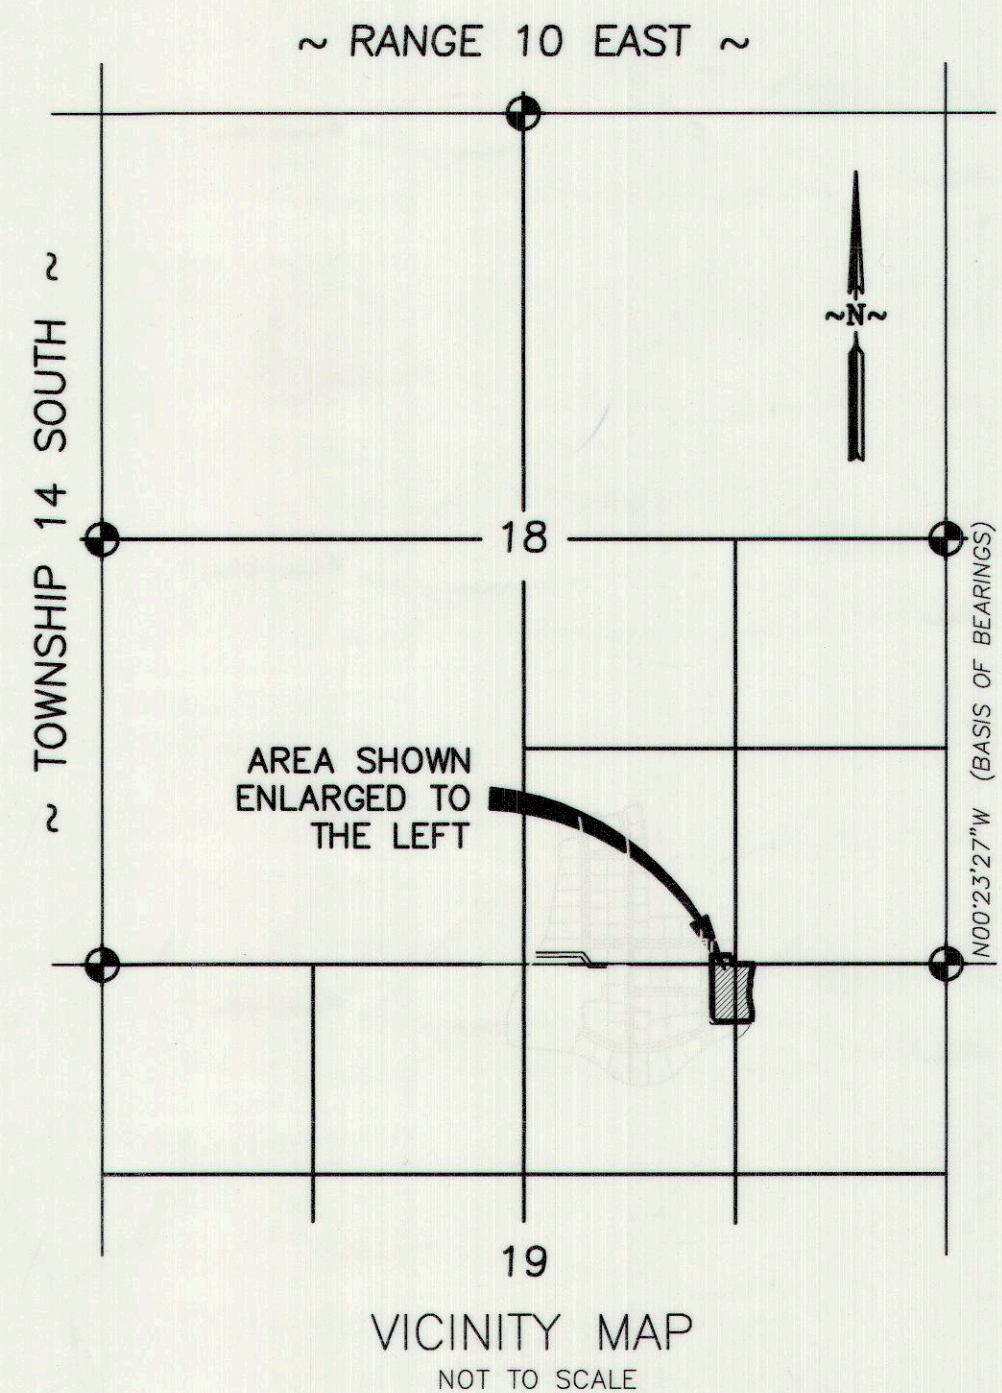 ~ RANGE 10 EAST ~
~ TOWNSHIP 14 SOUTH ~
~N~
18
N00°23'27"W (BASIS OF BEARINGS)
AREA SHOWN
ENLARGED TO
THE LEFT
19
VICINITY MAP
NOT TO SCALE